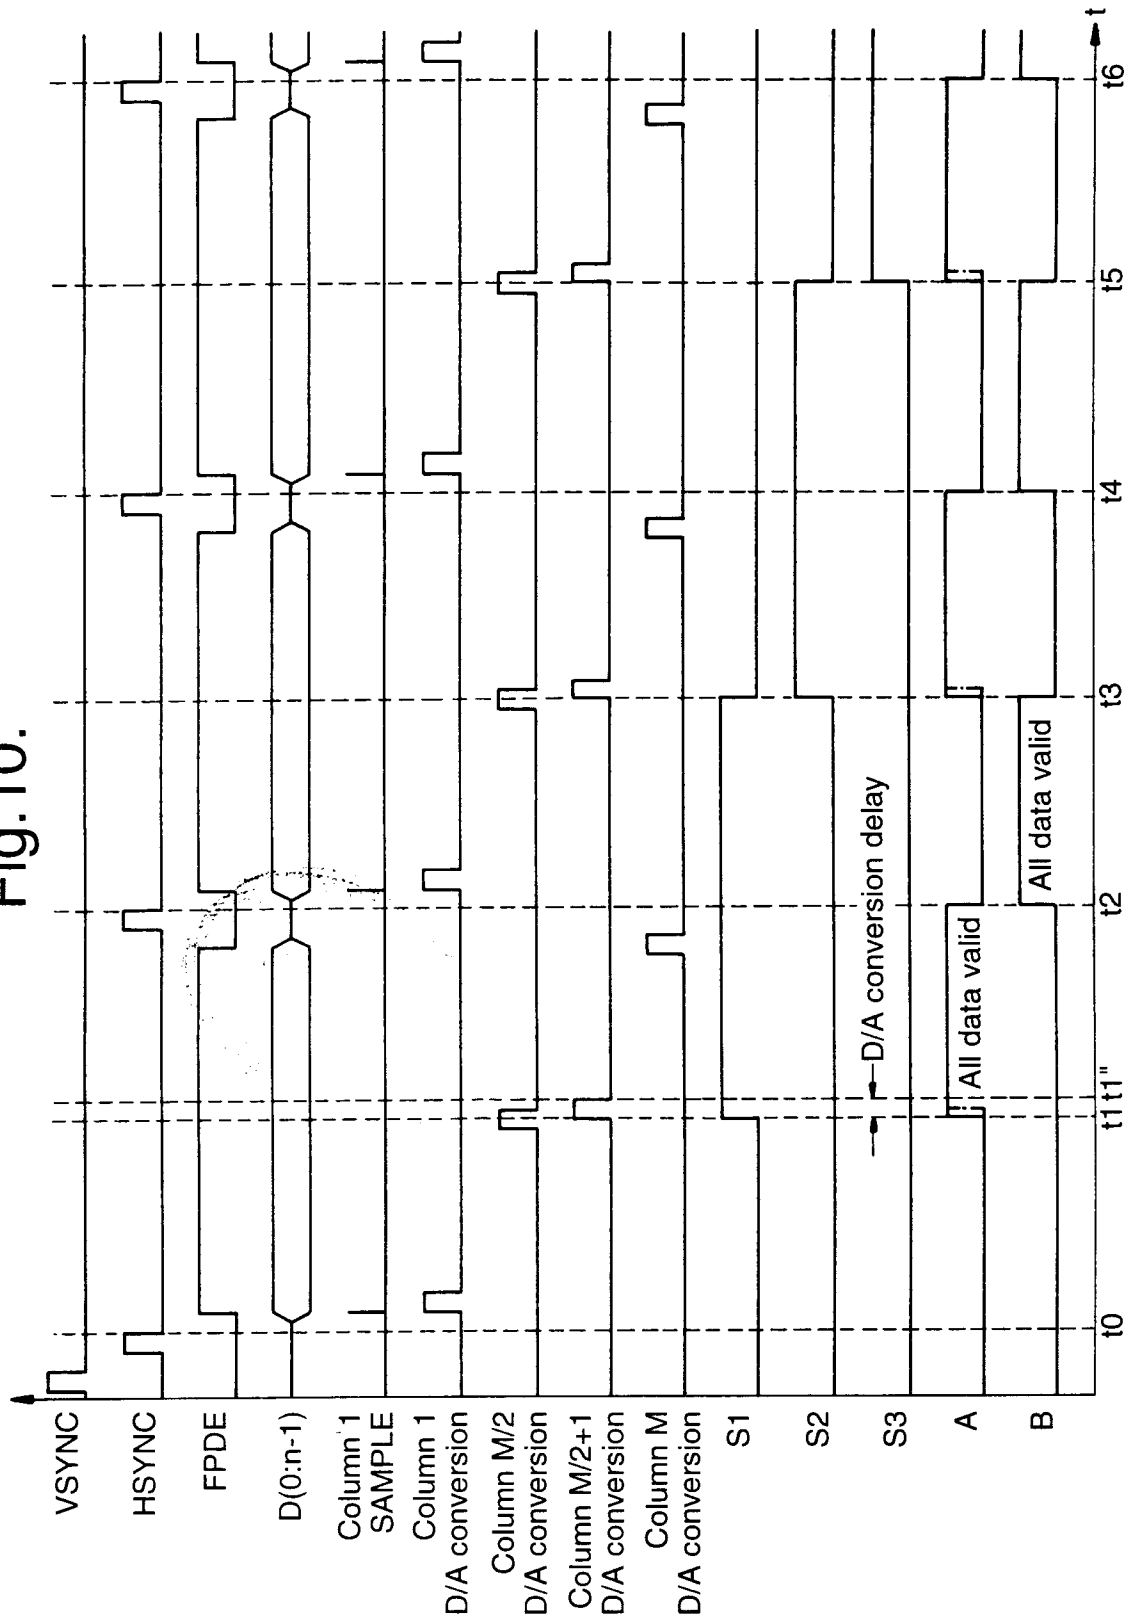 Fig.10.
VSYNC
HSYNC
FPDE
D(0:n-1)
Column 1
SAMPLE
Column 1
D/A conversion
Column M/2
D/A conversion
Column M/2+1
D/A conversion
Column M
D/A conversion
S1
S2
S3
A
B
D/A conversion delay
All data valid
All data valid
t0
t1
t1"
t2
t3
t4
t5
t6
t